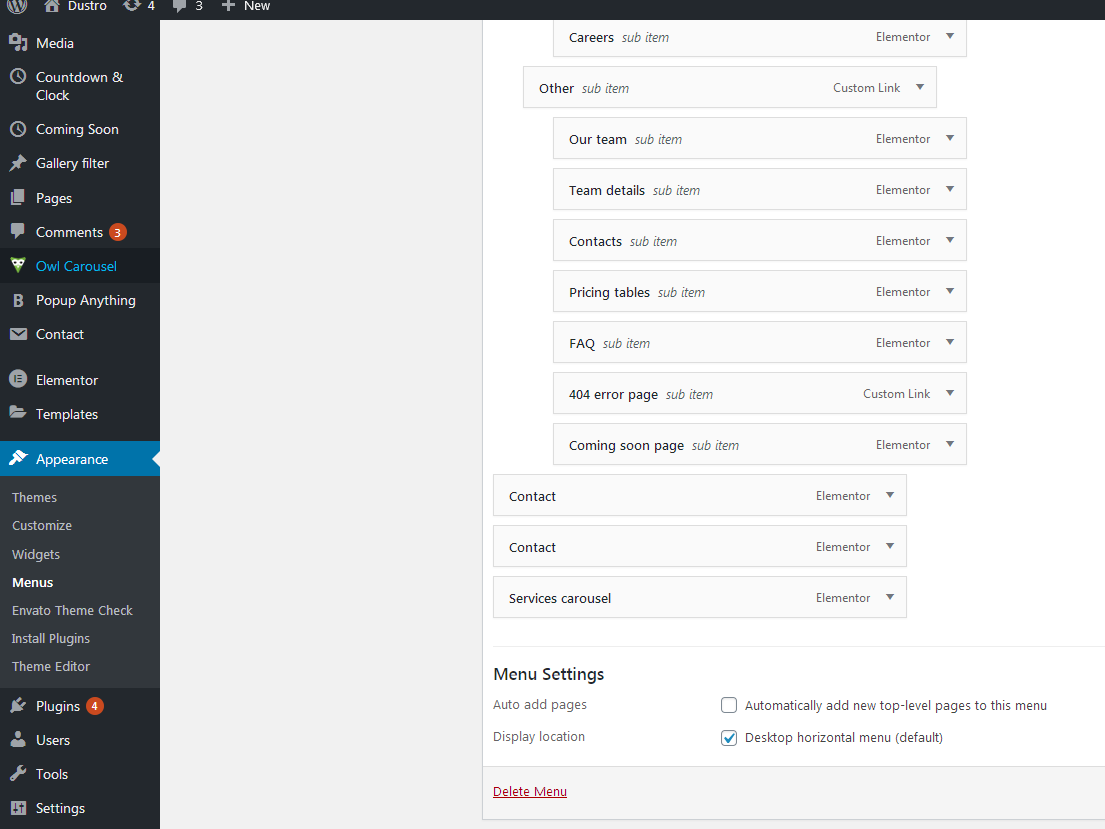 Dustro 4 3 New
Media
Countdown &
Clock
Coming Soon
Gallery filter
Pages
Comments 3
Owl Carousel
Popup Anything
Contact
Elementor
Templates
Appearance
Themes
Customize
Widgets
Menus
Envato Theme Check
Install Plugins
Theme Editor
Plugins 4
Users
Tools
Settings
Careers sub item Elementor
Other sub item Custom Link
Our team sub item Elementor
Team details sub item Elementor
Contacts sub item Elementor
Pricing tables sub item Elementor
FAQ sub item Elementor
404 error page sub item Custom Link
Coming soon page sub item Elementor
Contact Elementor
Contact Elementor
Services carousel Elementor
Menu Settings
Auto add pages Automatically add new top-level pages to this menu
Display location Desktop horizontal menu (default)
Delete Menu